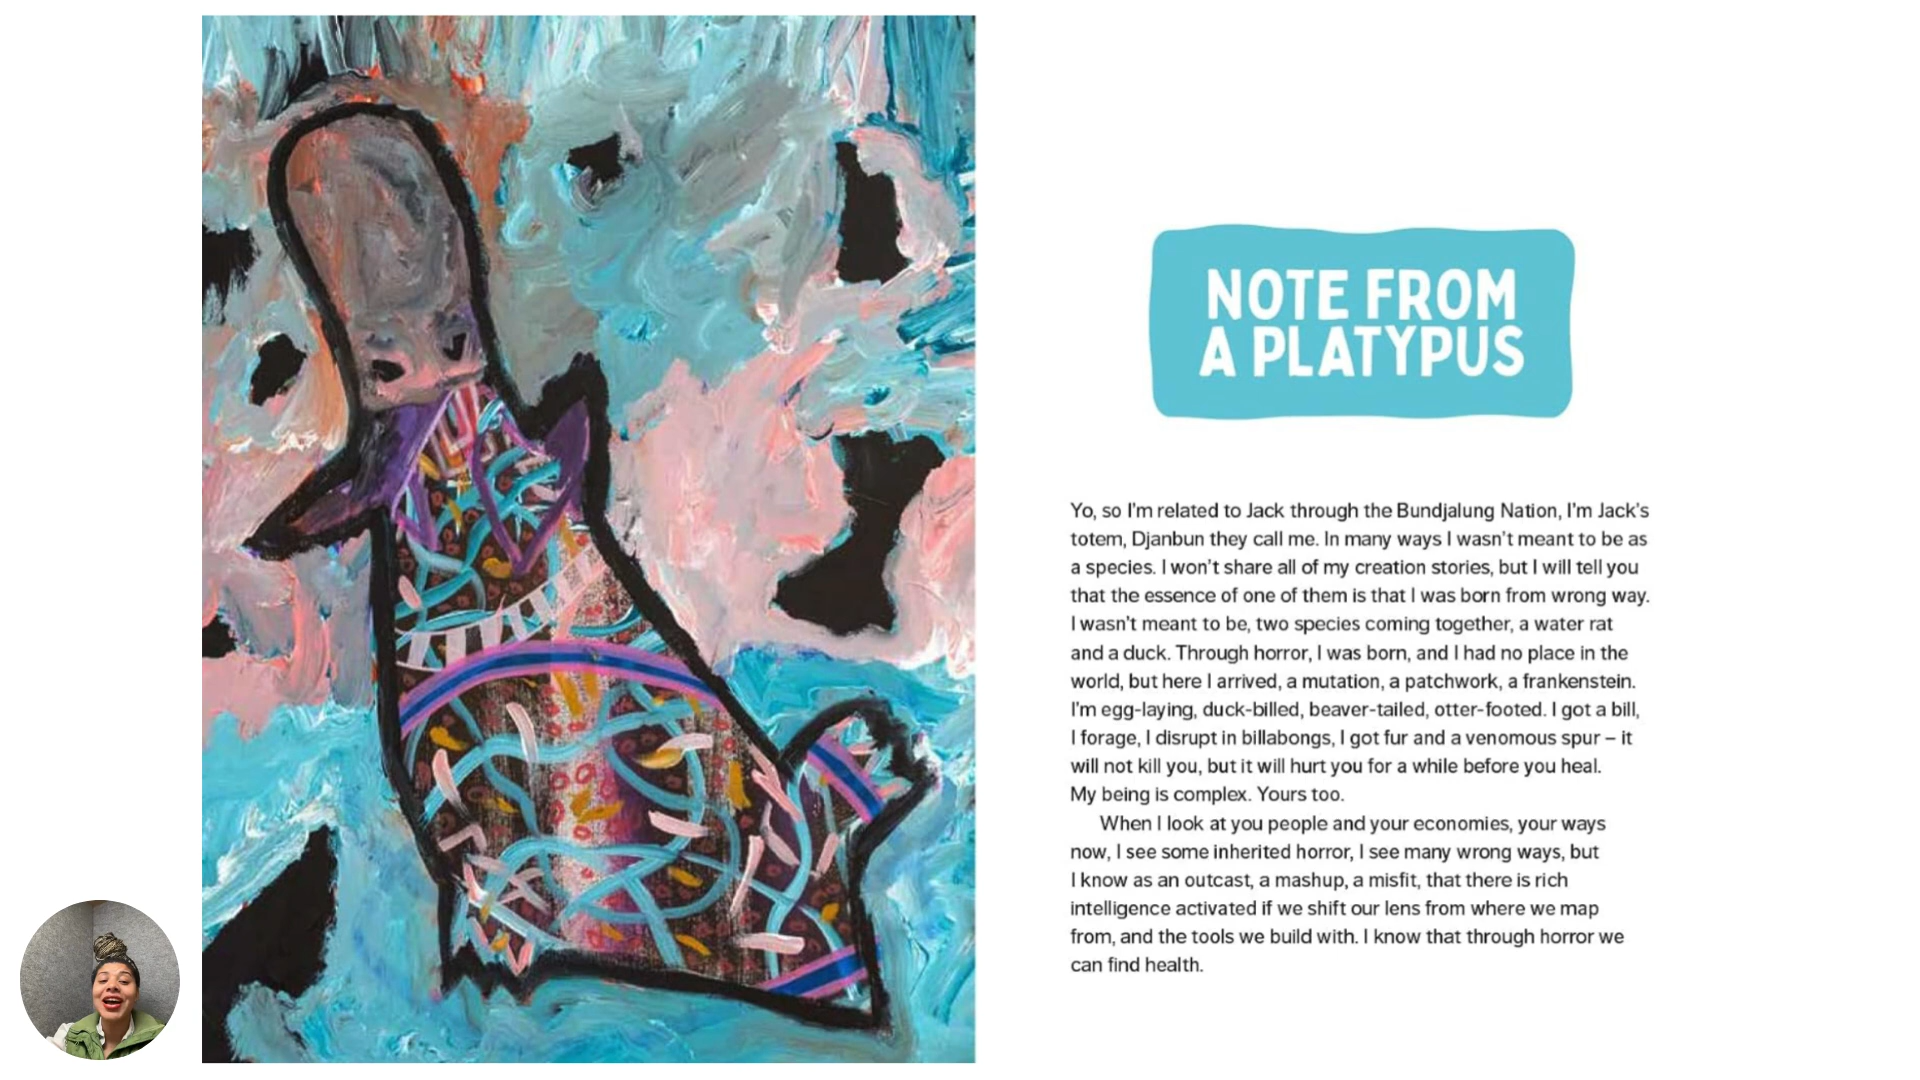 NOTE FROM
A PLATYPUS
Yo, so I'm related to Jack through the Bundjalung Nation, I'm Jack's
totem, Djanbun they call me. In many ways I wasn't meant to be as
a species. I won't share all of my creation stories, but I will tell you
that the essence of one of them is that I was born from wrong way.
I wasn't meant to be, two species coming together, a water rat
and a duck. Through horror, I was born, and I had no place in the
world, but here I arrived, a mutation, a patchwork, a frankenstein.
I'm egg-laying, duck-billed, beaver-tailed, otter-footed. I got a bill,
I forage, I disrupt in billabongs, I got fur and a venomous spur – it
will not kill you, but it will hurt you for a while before you heal.
My being is complex. Yours too.
When I look at you people and your economies, your ways
now, I see some inherited horror, I see many wrong ways, but
I know as an outcast, a mashup, a misfit, that there is rich
intelligence activated if we shift our lens from where we map
from, and the tools we build with. I know that through horror we
can find health.